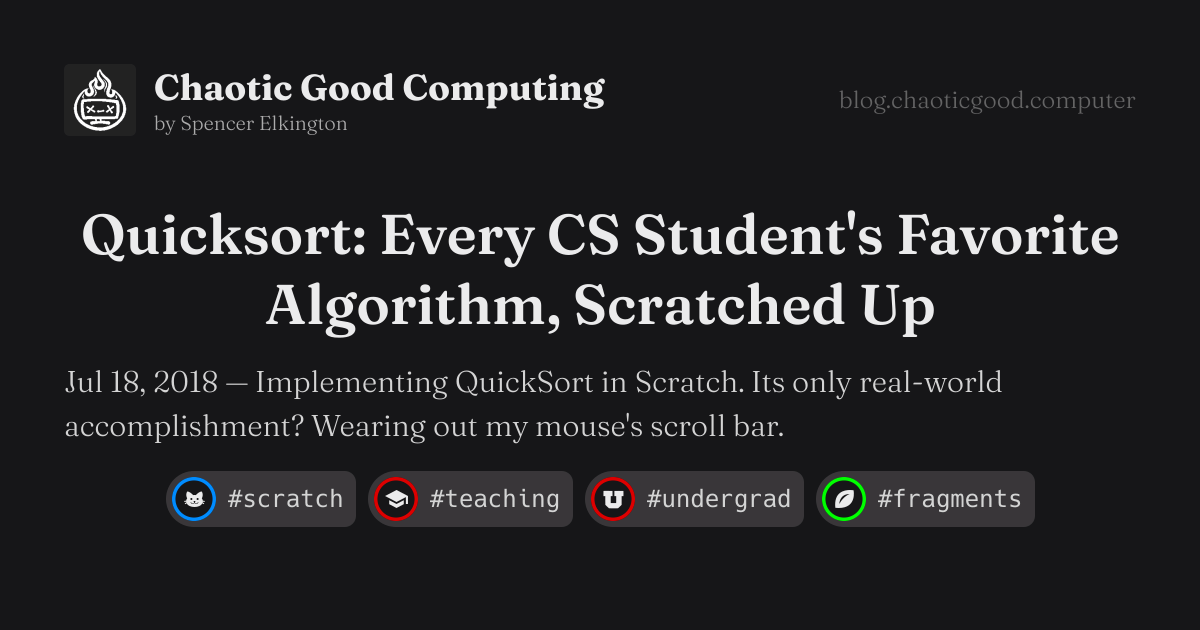 Chaotic Good Computing
by Spencer Elkington
blog.chaoticgood.computer
Quicksort: Every CS Student's Favorite
Algorithm, Scratched Up
Jul 18, 2018 — Implementing QuickSort in Scratch. Its only real-world
accomplishment? Wearing out my mouse's scroll bar.
#scratch #teaching #undergrad #fragments